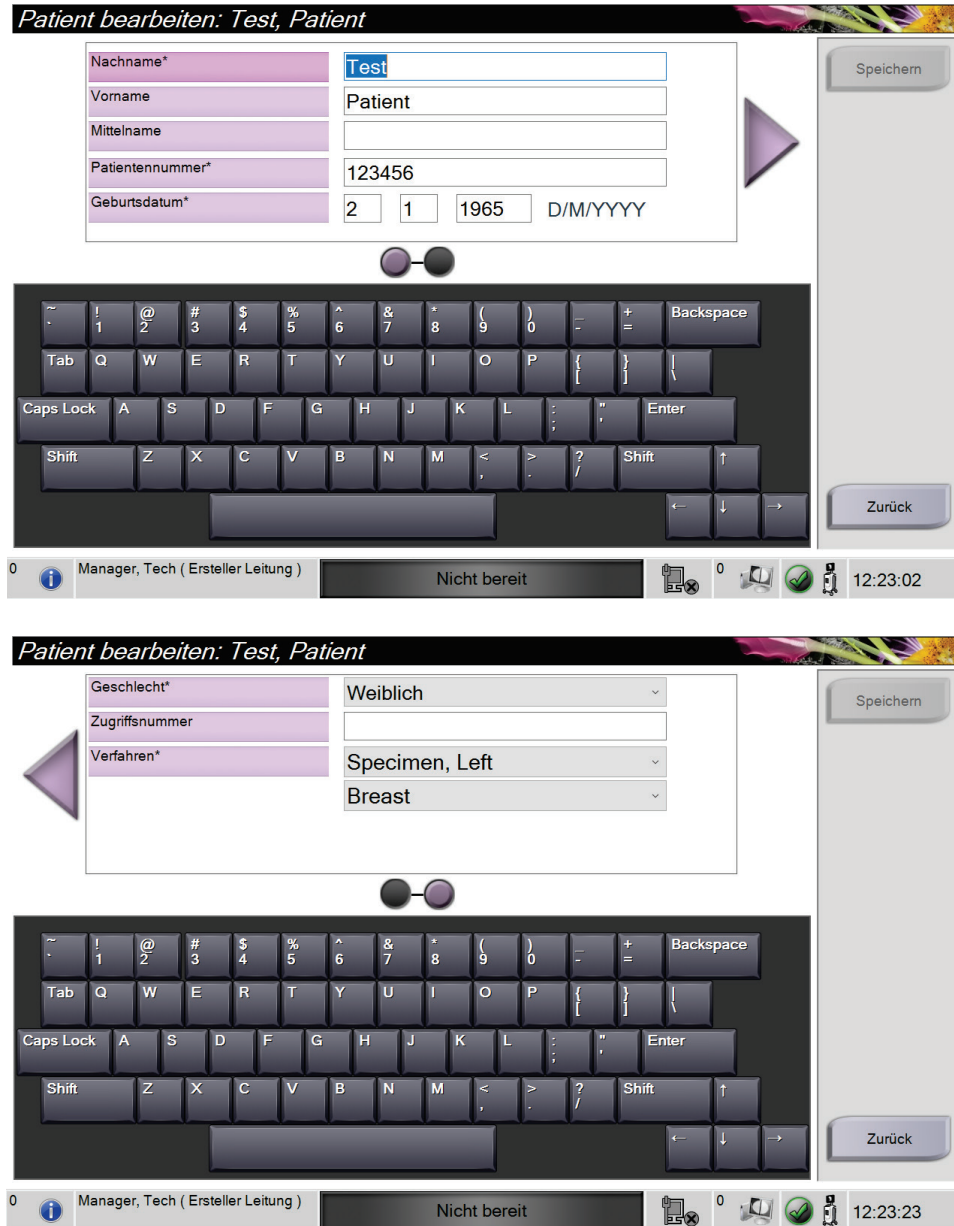 Patient bearbeiten: Test, Patient
Nachname* Test
Speichern
Vorname Patient
Mittelname
Patientennummer* 123456
Geburtsdatum* 2 1 1965 D/M/YYYY
~ ! @ # $ % ^ & * ( ) _ + Backspace
` 1 2 3 4 5 6 7 8 9 0 - =
Tab Q W E R T Y U I O P { } |
[ ] \
Caps Lock A S D F G H J K L : " Enter
; '
Shift Z X C V B N M < > ? Shift ↑
, . /
← ↓ →
Zurück
0 Manager, Tech ( Ersteller Leitung ) Nicht bereit 0 12:23:02
Patient bearbeiten: Test, Patient
Geschlecht* Weiblich
Speichern
Zugriffsnummer
Verfahren* Specimen, Left
Breast
~ ! @ # $ % ^ & * ( ) _ + Backspace
` 1 2 3 4 5 6 7 8 9 0 - =
Tab Q W E R T Y U I O P { } |
[ ] \
Caps Lock A S D F G H J K L : " Enter
; '
Shift Z X C V B N M < > ? Shift ↑
, . /
← ↓ →
Zurück
0 Manager, Tech ( Ersteller Leitung ) Nicht bereit 0 12:23:23